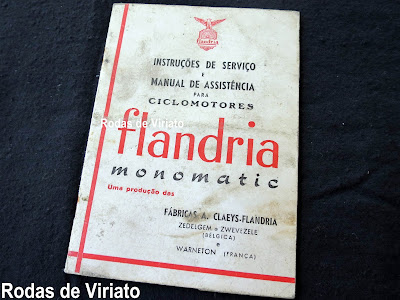 flandria
INSTRUÇÕES DE SERVIÇO
E
MANUAL DE ASSISTÊNCIA
PARA
CICLOMOTORES
Rodas de Viriato
flandria
monomatic
Uma produção das
FÁBRICAS A. CLAEYS-FLANDRIA
ZEDELGEM e ZWEVEZELE
(BÉLGICA)
e
WARNETON (FRANÇA)
Rodas de Viriato